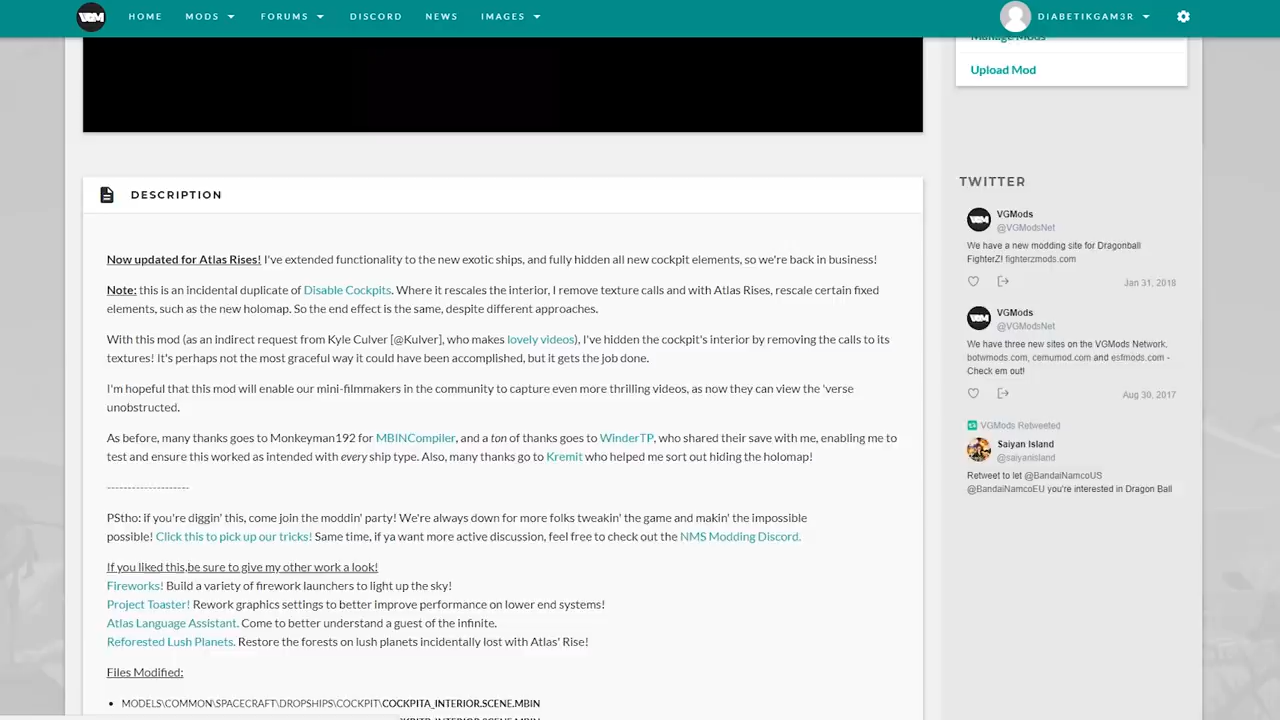 VGM HOME MODS FORUMS DISCORD NEWS IMAGES DIABETIKGAM3R
Manage Mods
Upload Mod
DESCRIPTION
Now updated for Atlas Rises! I've extended functionality to the new exotic ships, and fully hidden all new cockpit elements, so we're back in business!
Note: this is an incidental duplicate of Disable Cockpits. Where it rescales the interior, I remove texture calls and with Atlas Rises, rescale certain fixed
elements, such as the new holomap. So the end effect is the same, despite different approaches.
With this mod (as an indirect request from Kyle Culver [@Kulver], who makes lovely videos), I've hidden the cockpit's interior by removing the calls to its
textures! It's perhaps not the most graceful way it could have been accomplished, but it gets the job done.
I'm hopeful that this mod will enable our mini-filmmakers in the community to capture even more thrilling videos, as now they can view the 'verse
unobstructed.
As before, many thanks goes to Monkeyman192 for MBINCompiler, and a ton of thanks goes to WinderTP, who shared their save with me, enabling me to
test and ensure this worked as intended with every ship type. Also, many thanks go to Kremit who helped me sort out hiding the holomap!
--------------------
PStho: if you're diggin' this, come join the moddin' party! We're always down for more folks tweakin' the game and makin' the impossible
possible! Click this to pick up our tricks! Same time, if ya want more active discussion, feel free to check out the NMS Modding Discord.
If you liked this,be sure to give my other work a look!
Fireworks! Build a variety of firework launchers to light up the sky!
Project Toaster! Rework graphics settings to better improve performance on lower end systems!
Atlas Language Assistant. Come to better understand a guest of the infinite.
Reforested Lush Planets. Restore the forests on lush planets incidentally lost with Atlas' Rise!
Files Modified:
• MODELS\COMMON\SPACECRAFT\DROPSHIPS\COCKPIT\COCKPITA_INTERIOR.SCENE.MBIN
TWITTER
VGMods
@VGModsNet
We have a new modding site for Dragonball
FighterZ! fighterzmods.com
Jan 31, 2018
VGMods
@VGModsNet
We have three new sites on the VGMods Network.
botwmods.com, cemumod.com and esfmods.com -
Check em out!
Aug 30, 2017
VGMods Retweeted
Saiyan Island
@saiyanisland
Retweet to let @BandaiNamcoUS
@BandaiNamcoEU you're interested in Dragon Ball